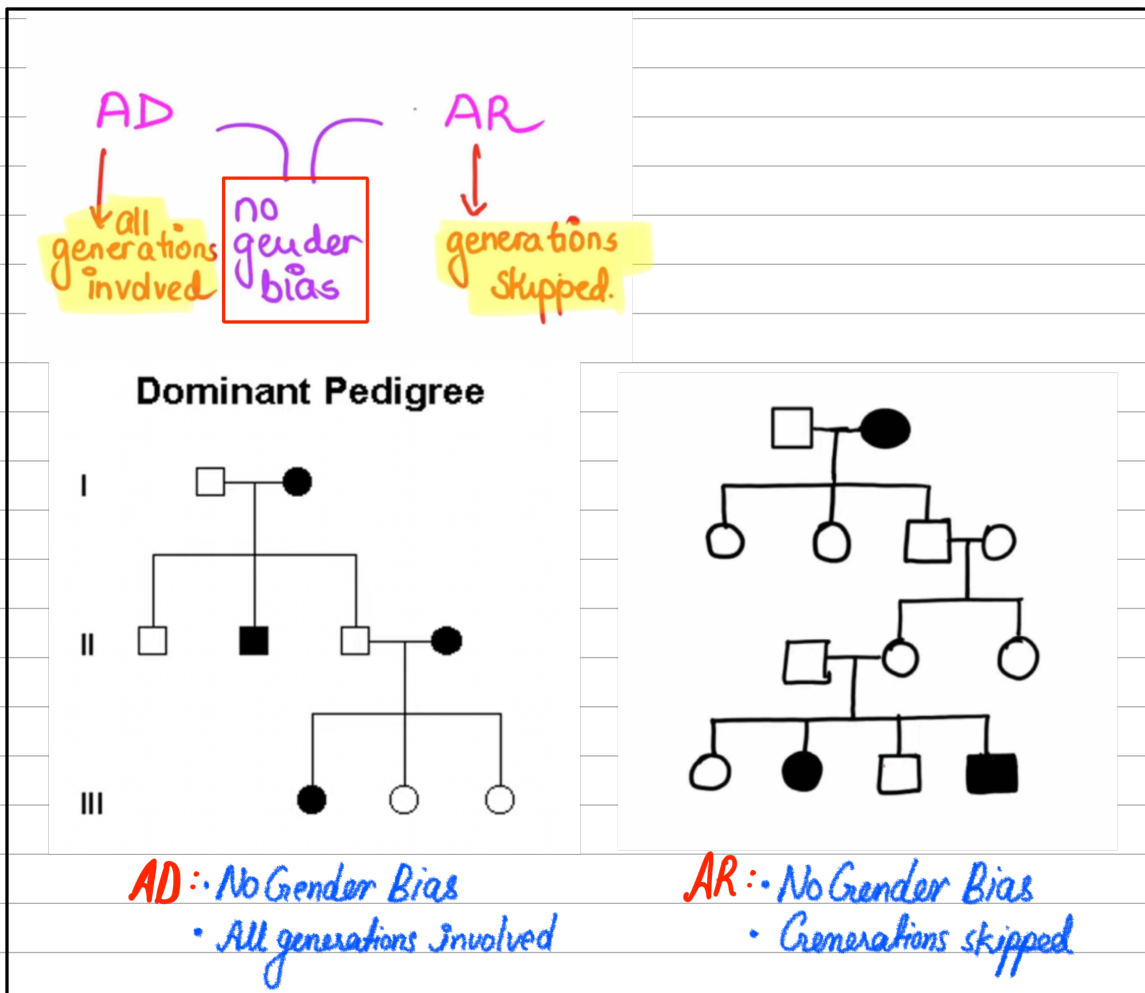 AD
AR
all
generations
involved
no
gender
bias
generations
skipped.
Dominant Pedigree
I
II
III
AD: • No Gender Bias
• All generations involved
AR: • No Gender Bias
• Generations skipped